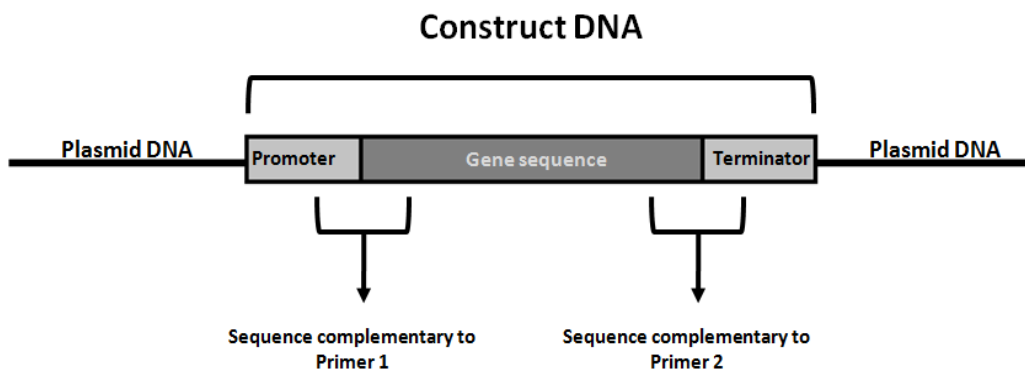 Construct DNA
Plasmid DNA
Promoter
Gene sequence
Terminator
Plasmid DNA
Sequence complementary to
Primer 1
Sequence complementary to
Primer 2